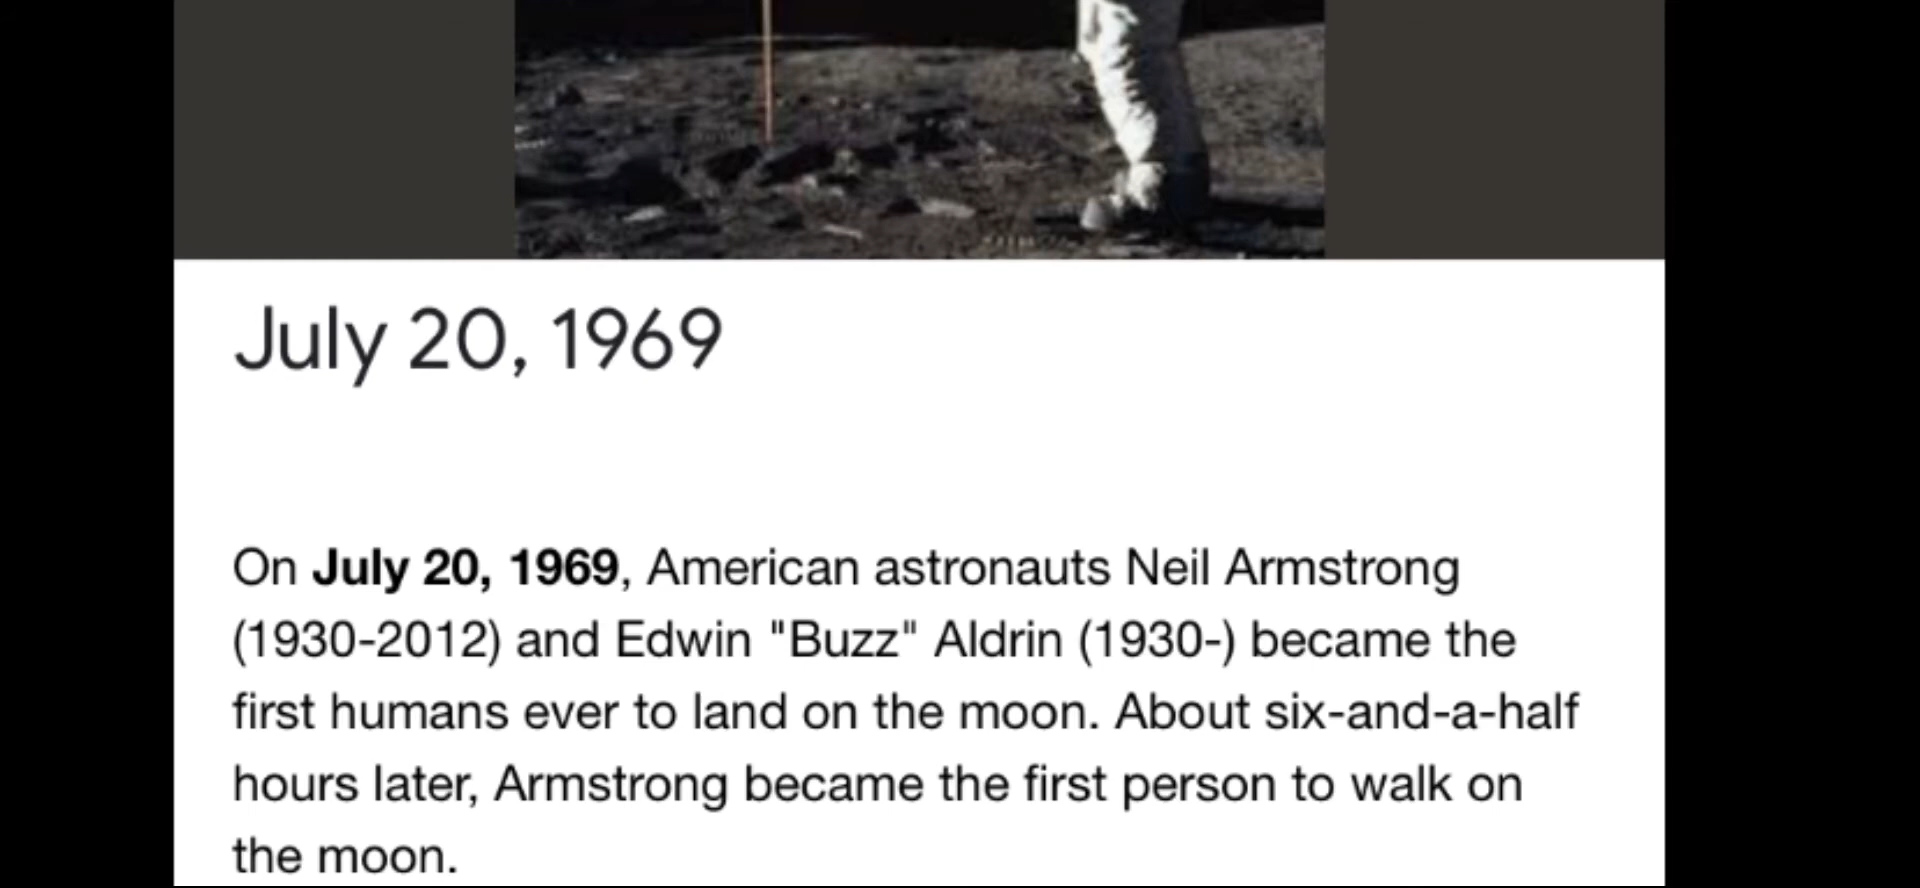 July 20, 1969
On July 20, 1969, American astronauts Neil Armstrong
(1930-2012) and Edwin "Buzz" Aldrin (1930-) became the
first humans ever to land on the moon. About six-and-a-half
hours later, Armstrong became the first person to walk on
the moon.